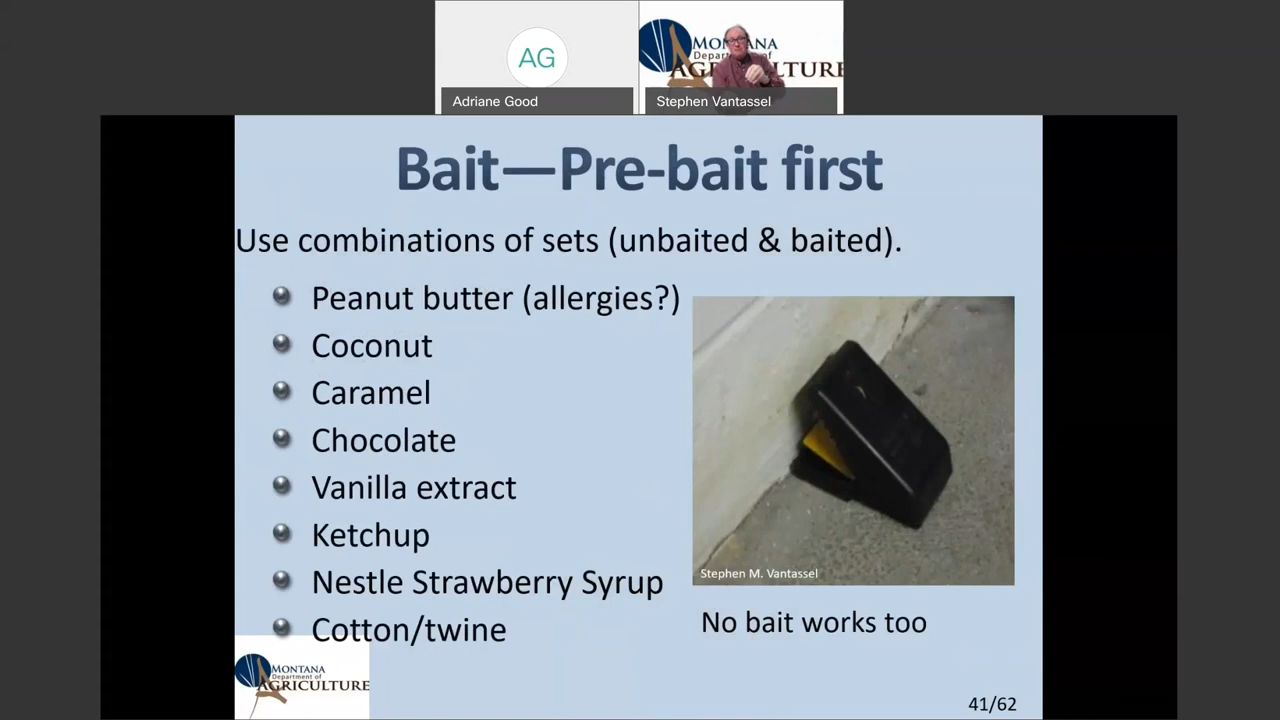 AG
Adriane Good
MONTANA
Department of
AGRICULTURE
Stephen Vantassel
Bait—Pre-bait first
Use combinations of sets (unbaited & baited).
Peanut butter (allergies?)
Coconut
Caramel
Chocolate
Vanilla extract
Ketchup
Nestle Strawberry Syrup
Cotton/twine
Stephen M. Vantassel
No bait works too
MONTANA
Department of
AGRICULTURE
41/62